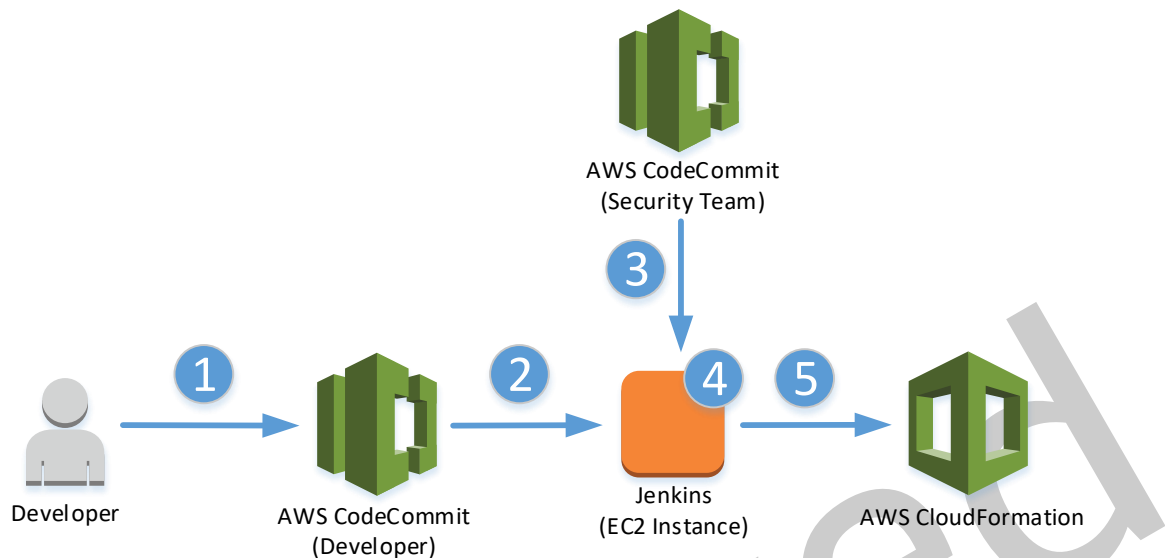 AWS CodeCommit
(Security Team)
3
1
2
4
5
Developer
AWS CodeCommit
(Developer)
Jenkins
(EC2 Instance)
AWS CloudFormation